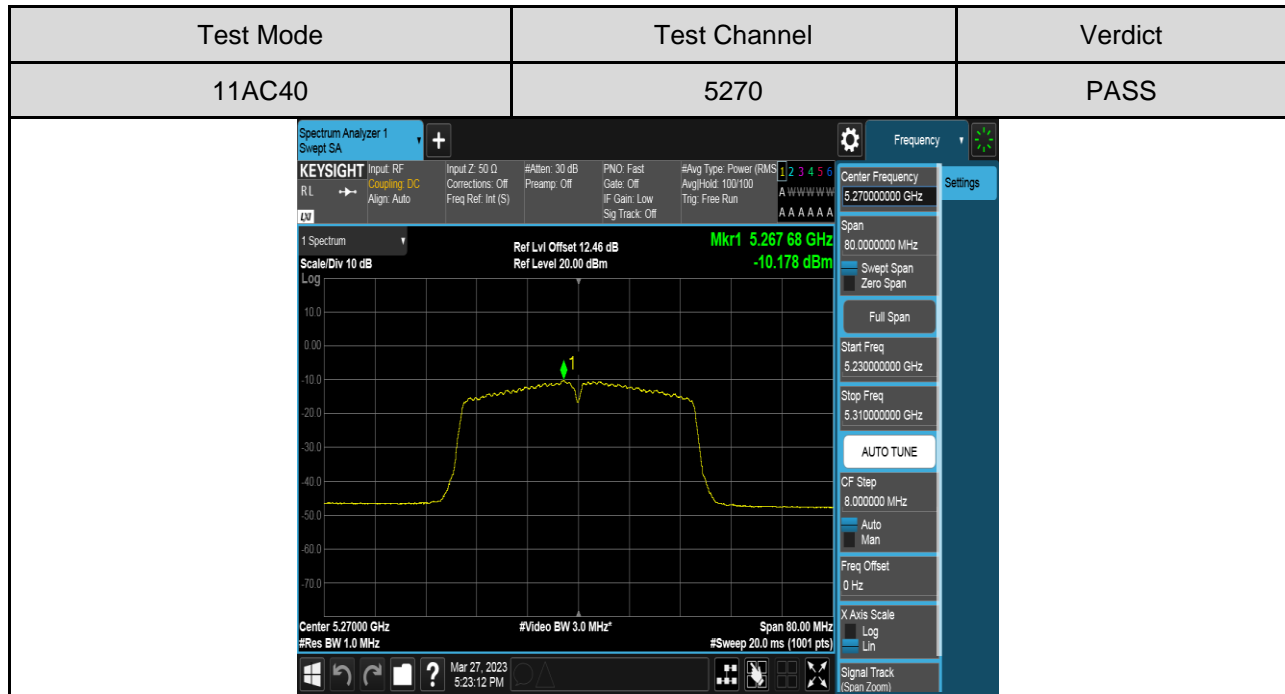 Test Mode Test Channel Verdict
11AC40 5270 PASS
Spectrum Analyzer 1
Swept SA
+
Frequency
KEYSIGHT Input: RF Input Z: 50 Ω #Atten: 30 dB PNO: Fast #Avg Type: Power (RMS 1 2 3 4 5 6
RL Coupling: DC Corrections: Off Preamp: Off Gate: Off Avg|Hold: 100/100 A W W W W W
Align: Auto Freq Ref: Int (S) IF Gain: Low Trig: Free Run
LXI Sig Track: Off A A A A A A
1 Spectrum Ref Lvl Offset 12.46 dB Mkr1 5.267 68 GHz
Scale/Div 10 dB Ref Level 20.00 dBm -10.178 dBm
Log
10.0
0.00
1
-10.0
-20.0
-30.0
-40.0
-50.0
-60.0
-70.0
Center 5.27000 GHz #Video BW 3.0 MHz* Span 80.00 MHz
#Res BW 1.0 MHz #Sweep 20.0 ms (1001 pts)
? Mar 27, 2023
5:23:12 PM
Center Frequency
5.270000000 GHz
Settings
Span
80.0000000 MHz
Swept Span
Zero Span
Full Span
Start Freq
5.230000000 GHz
Stop Freq
5.310000000 GHz
AUTO TUNE
CF Step
8.000000 MHz
Auto
Man
Freq Offset
0 Hz
X Axis Scale
Log
Lin
Signal Track
(Span Zoom)